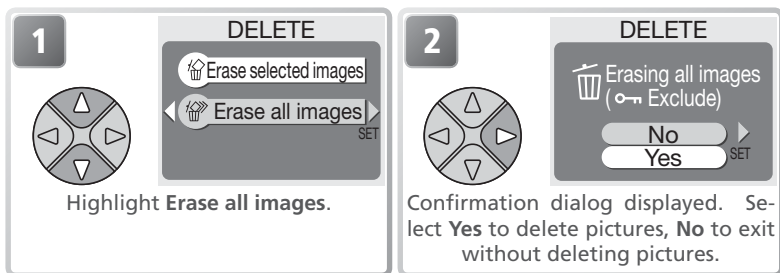 1
DELETE
Erase selected images
Erase all images
SET
Highlight Erase all images.
2
DELETE
Erasing all images
( Exclude)
No
Yes
SET
Confirmation dialog displayed. Se-
lect Yes to delete pictures, No to exit
without deleting pictures.